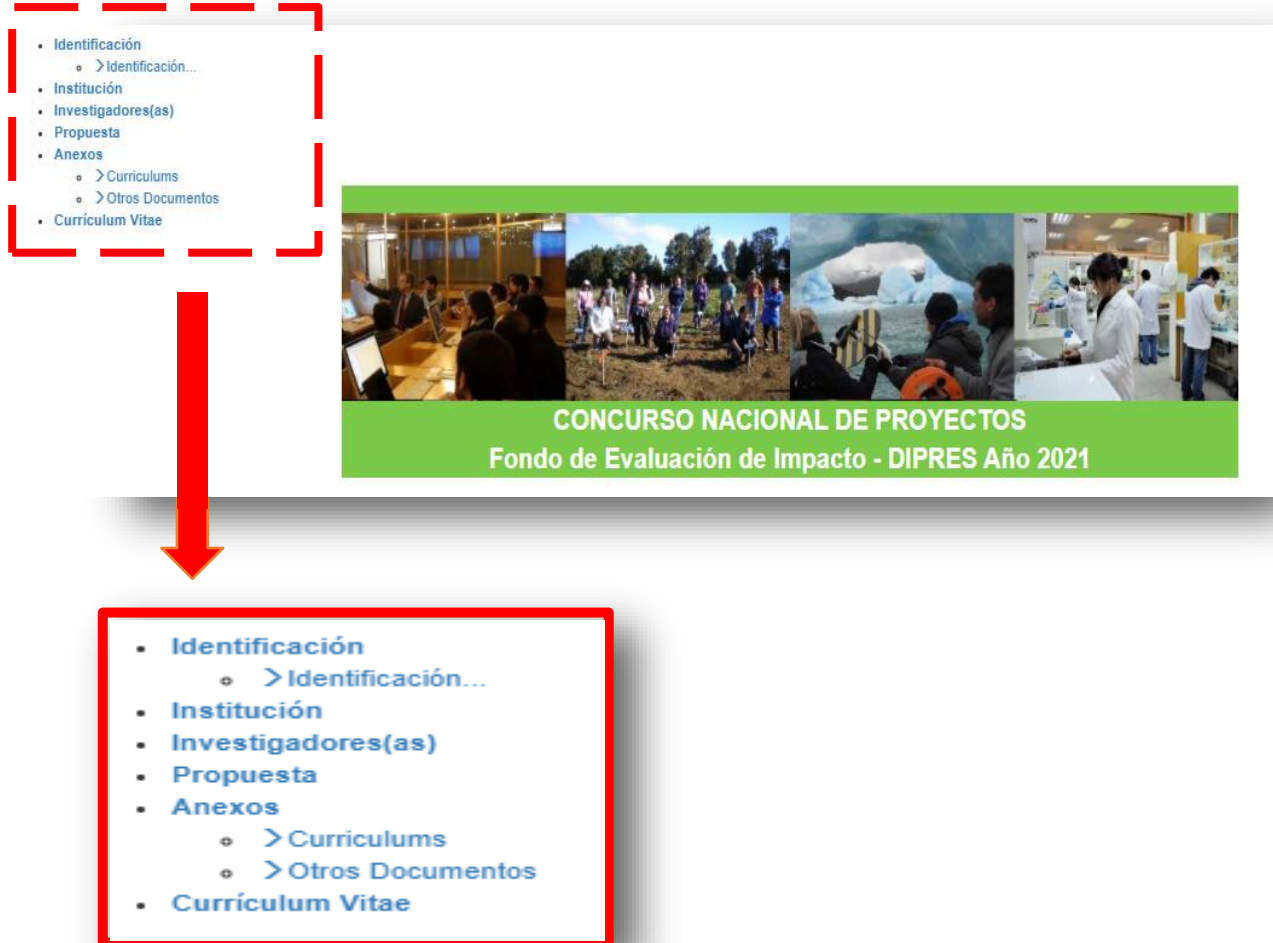 Identificación
>Identificación...
Institución
Investigadores(as)
Propuesta
Anexos
>Curriculums
>Otros Documentos
Currículum Vitae
CONCURSO NACIONAL DE PROYECTOS
Fondo de Evaluación de Impacto - DIPRES Año 2021
Identificación
>Identificación...
Institución
Investigadores(as)
Propuesta
Anexos
>Curriculums
>Otros Documentos
Currículum Vitae